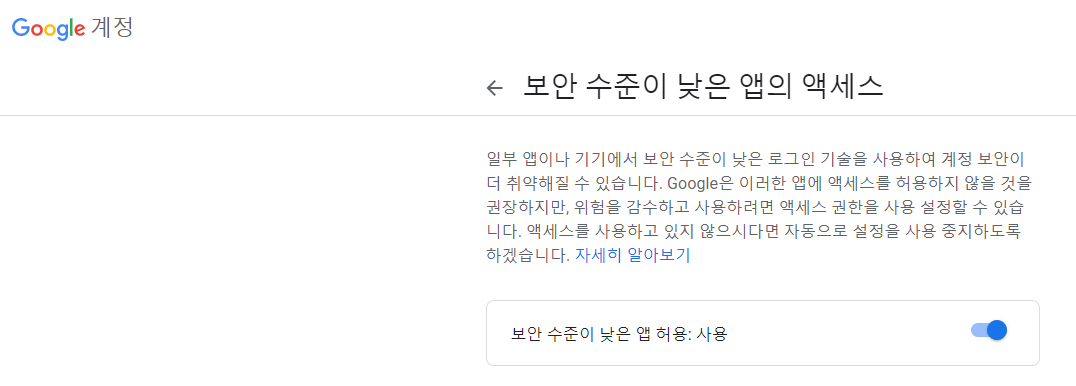 Google 계정
보안 수준이 낮은 앱의 액세스
일부 앱이나 기기에서 보안 수준이 낮은 로그인 기술을 사용하여 계정 보안이
더 취약해질 수 있습니다. Google은 이러한 앱에 액세스를 허용하지 않을 것을
권장하지만, 위험을 감수하고 사용하려면 액세스 권한을 사용 설정할 수 있습
니다. 액세스를 사용하고 있지 않으시다면 자동으로 설정을 사용 중지하도록
하겠습니다. 자세히 알아보기
보안 수준이 낮은 앱 허용: 사용